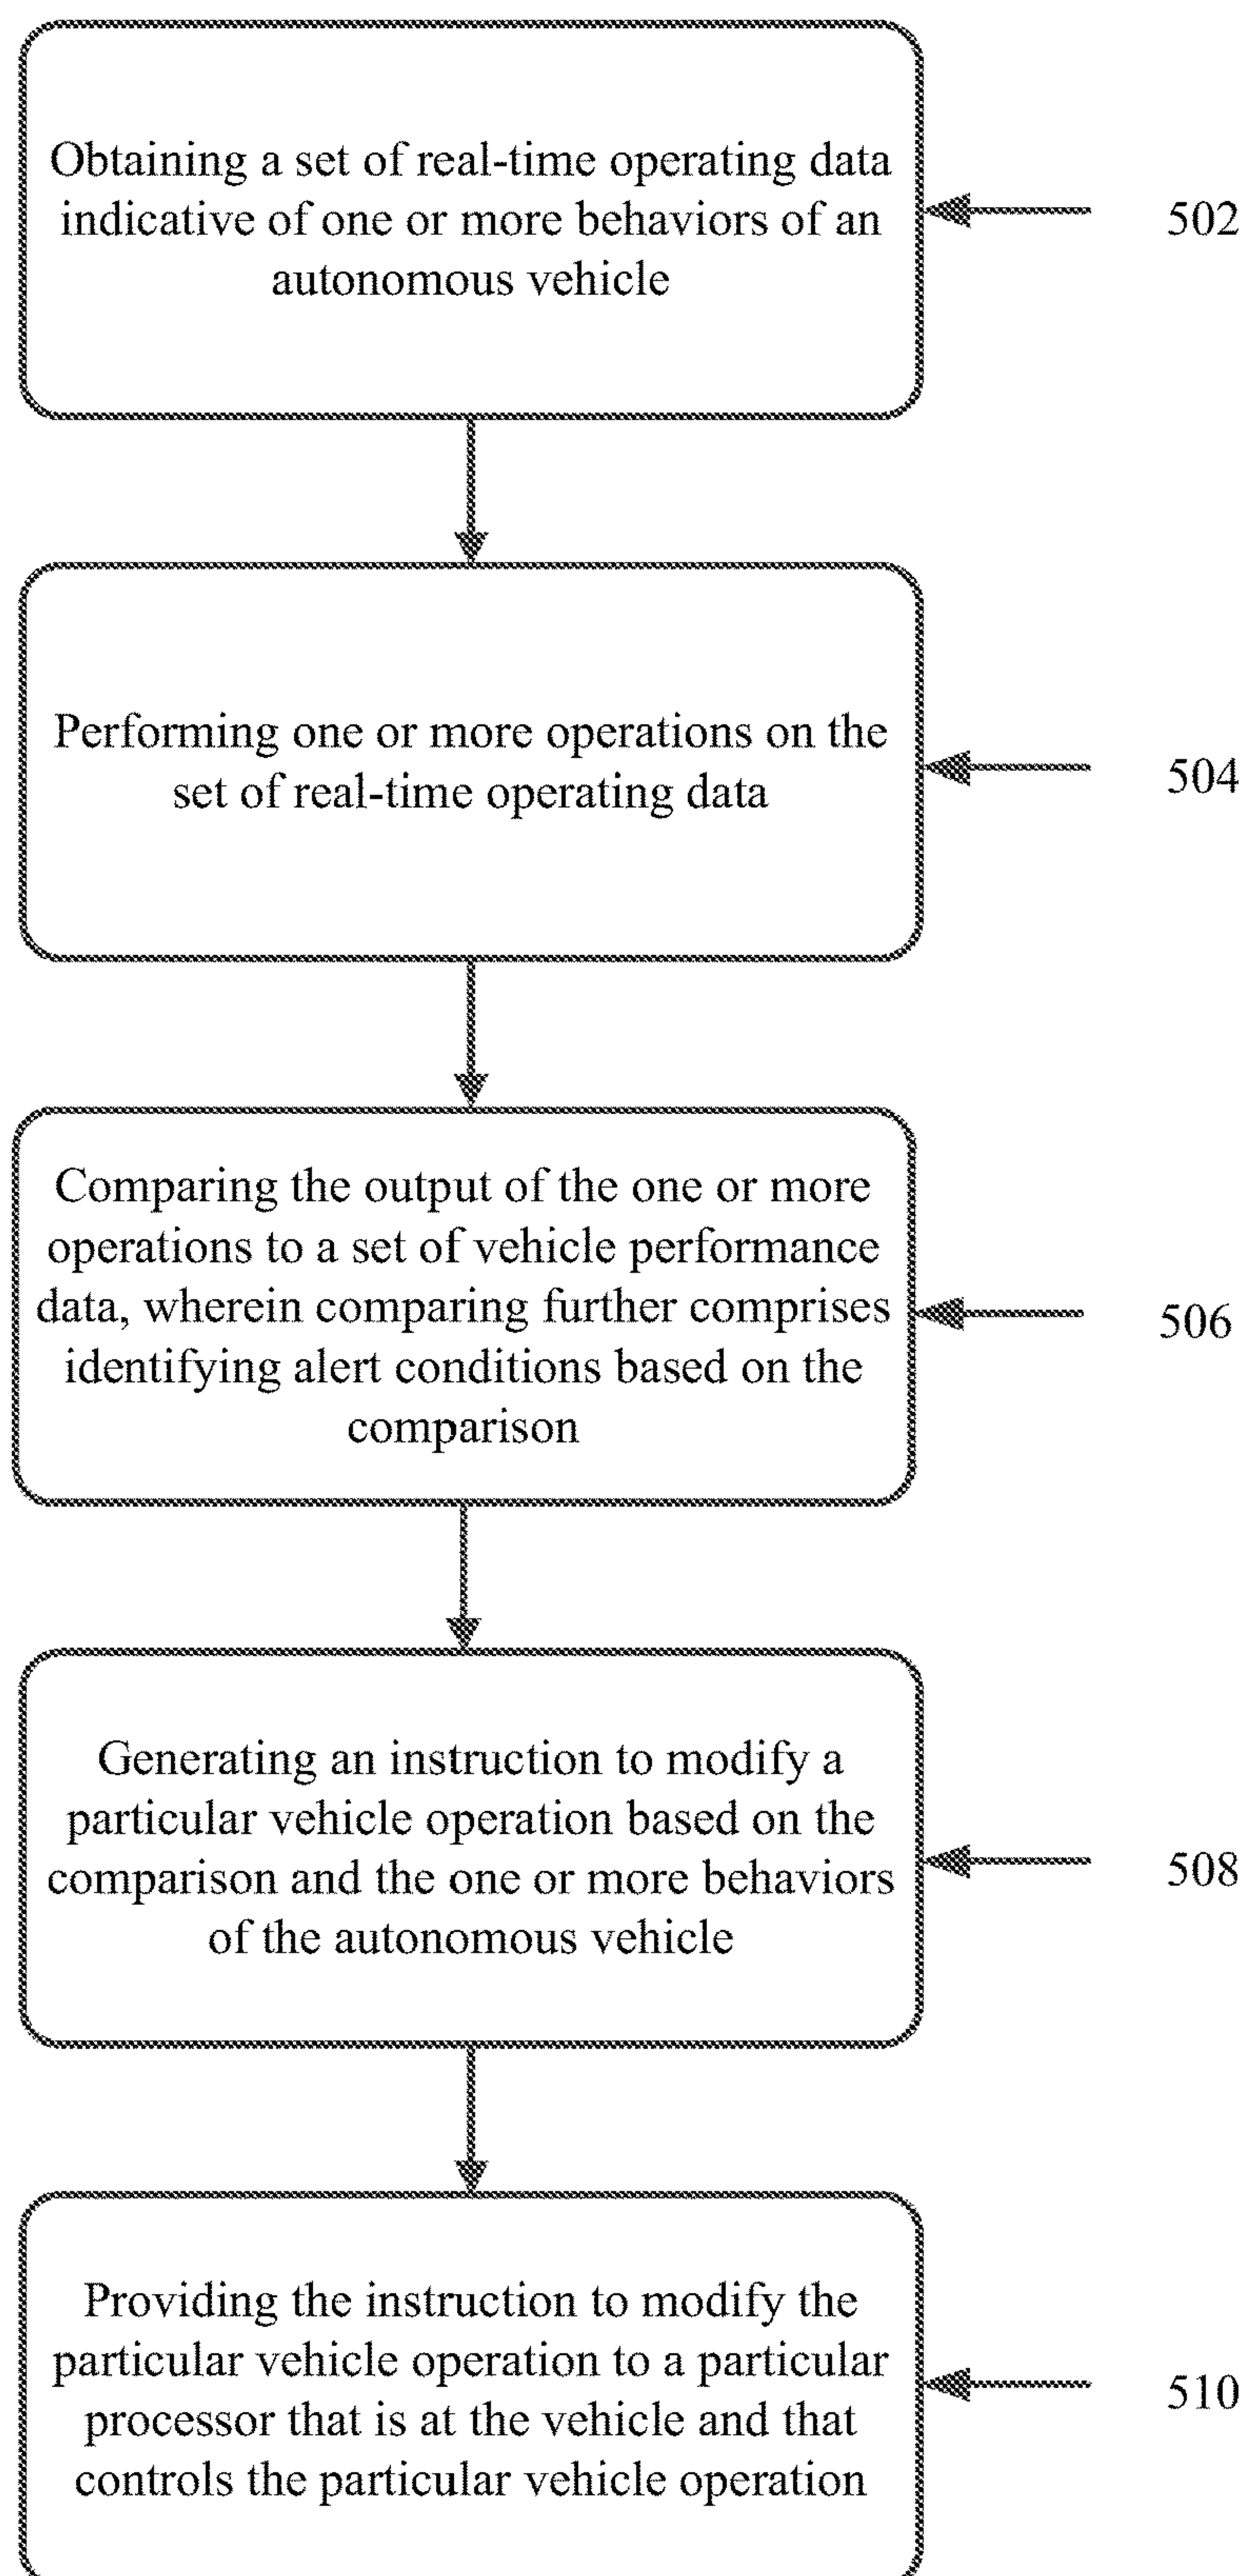 Obtaining a set of real-time operating data
indicative of one or more behaviors of an
autonomous vehicle
502
Performing one or more operations on the
set of real-time operating data
504
Comparing the output of the one or more
operations to a set of vehicle performance
data, wherein comparing further comprises
identifying alert conditions based on the
comparison
506
Generating an instruction to modify a
particular vehicle operation based on the
comparison and the one or more behaviors
of the autonomous vehicle
508
Providing the instruction to modify the
particular vehicle operation to a particular
processor that is at the vehicle and that
controls the particular vehicle operation
510